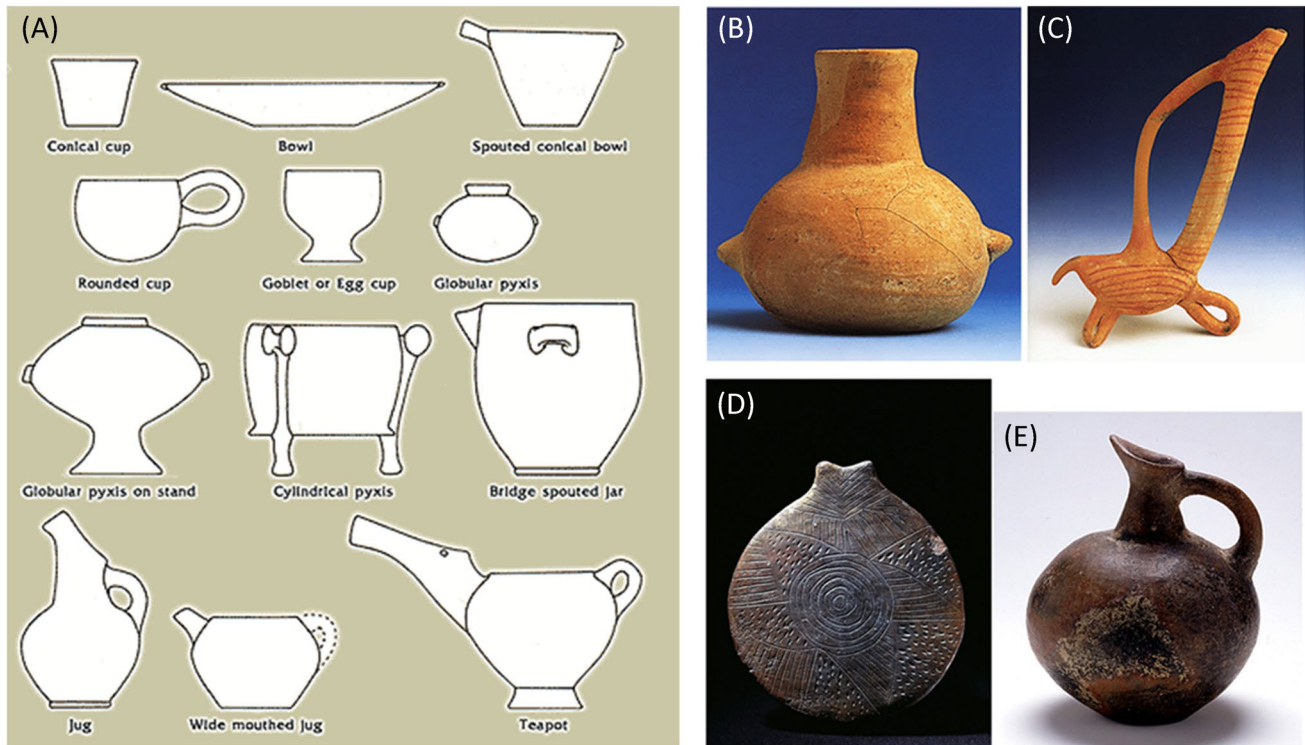 (A)
Conical cup
Bowl
Spouted conical bowl
Rounded cup
Goblet or Egg cup
Globular pyxis
Globular pyxis on stand
Cylindrical pyxis
Bridge spouted jar
Jug
Wide mouthed jug
Teapot
(B)
(C)
(D)
(E)